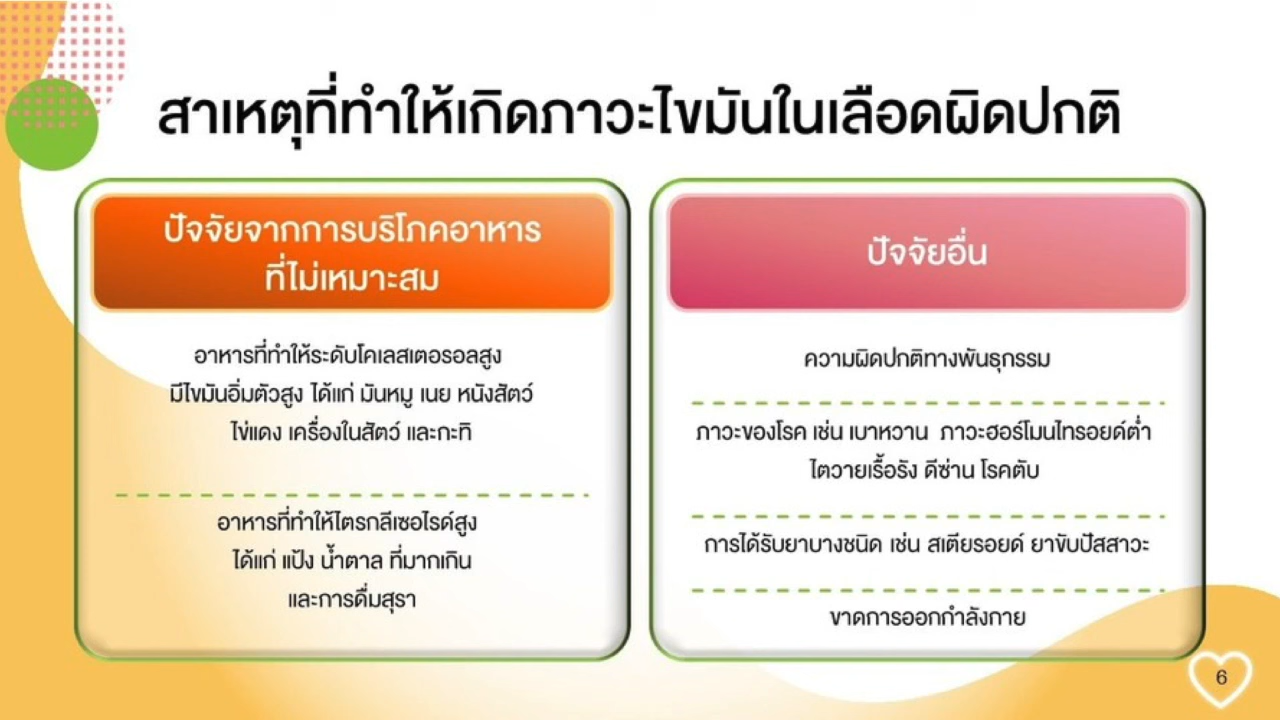 สาเหตุที่ทำให้เกิดภาวะไขมันในเลือดผิดปกติ
ปัจจัยจากการบริโภคอาหาร
ที่ไม่เหมาะสม
อาหารที่ทำให้ระดับโคเลสเตอรอลสูง
มีไขมันอิ่มตัวสูง ได้แก่ มันหมู เนย หนังสัตว์
ไข่แดง เครื่องในสัตว์ และกะทิ
อาหารที่ทำให้ไตรกลีเซอไรด์สูง
ได้แก่ แป้ง น้ำตาล ที่มากเกิน
และการดื่มสุรา
ปัจจัยอื่น
ความผิดปกติทางพันธุกรรม
ภาวะของโรค เช่น เบาหวาน ภาวะฮอร์โมนไทรอยด์ต่ำ
ไตวายเรื้อรัง ดีซ่าน โรคตับ
การได้รับยาบางชนิด เช่น สเตียรอยด์ ยาขับปัสสาวะ
ขาดการออกกำลังกาย
6